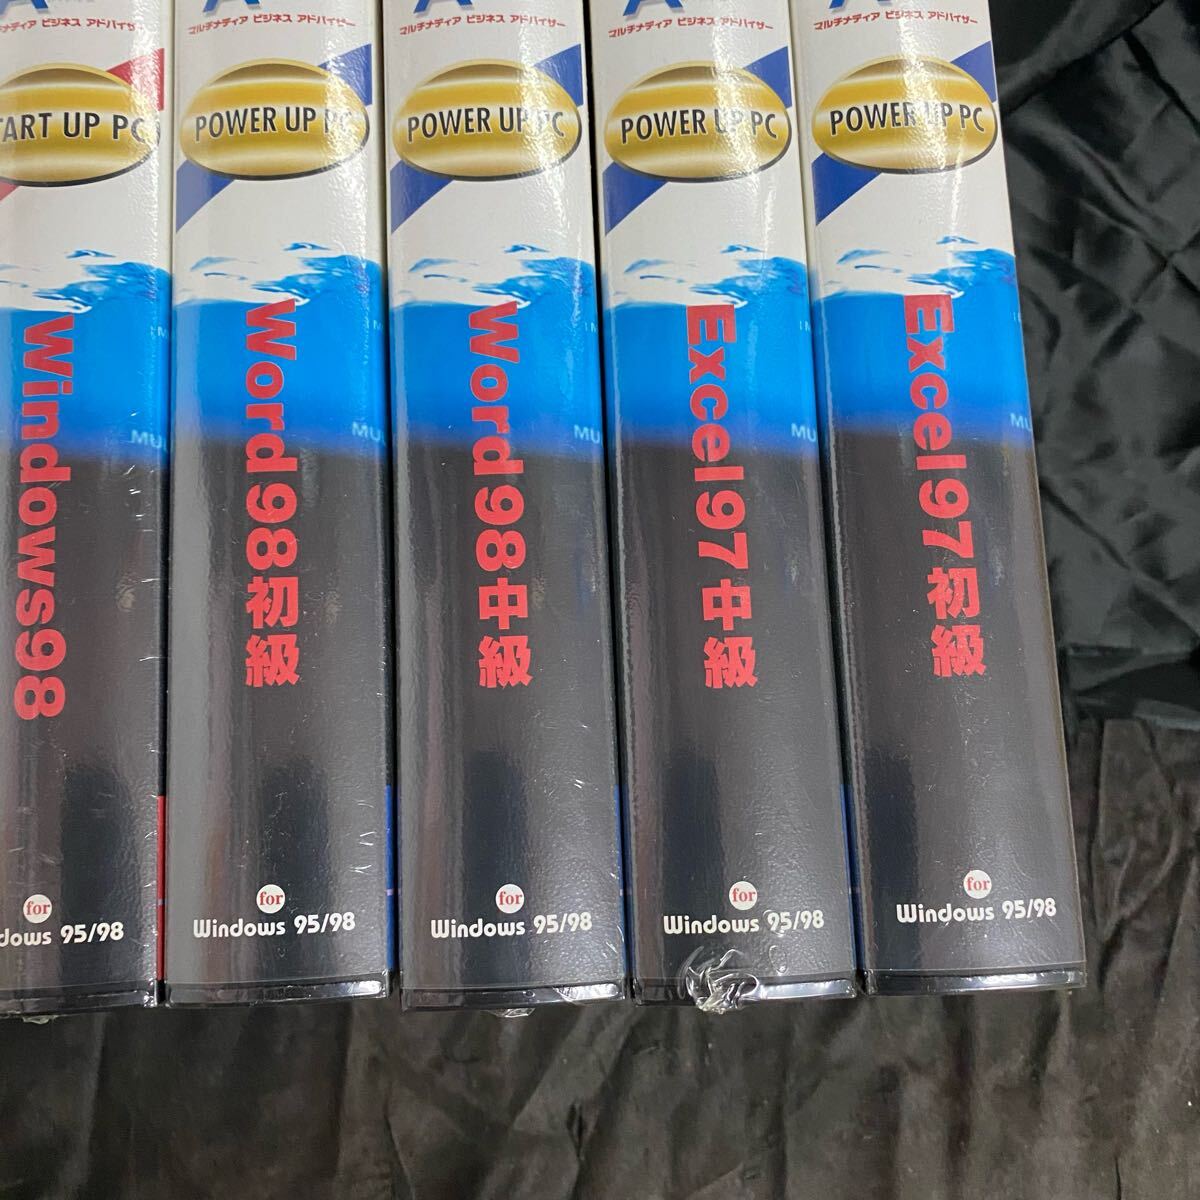 TART UP PC
Windows98
for
dows 95/98
A
マルチメディア ビジネス アドバイザー
POWER UP PC
Word98初級
for
Windows 95/98
A
マルチメディア ビジネス アドバイザー
POWER UP PC
Word98中級
for
Windows 95/98
A
マルチメディア ビジネス アドバイザー
POWER UP PC
Excel97中級
for
Windows 95/98
A
マルチメディア ビジネス アドバイザー
POWER UP PC
Excel97初級
for
Windows 95/98